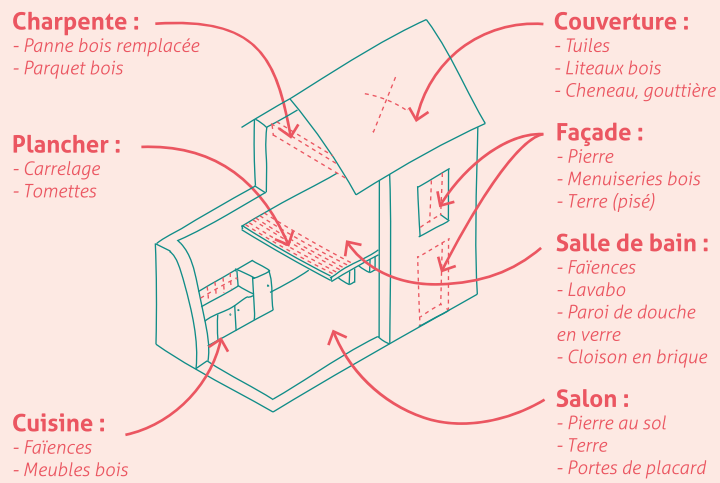 Charpente :
- Panne bois remplacée
- Parquet bois
Plancher :
- Carrelage
- Tomettes
Cuisine :
- Faïences
- Meubles bois
Couverture :
- Tuiles
- Liteaux bois
- Cheneau, gouttière
Façade :
- Pierre
- Menuiseries bois
- Terre (pisé)
Salle de bain :
- Faïences
- Lavabo
- Paroi de douche
en verre
- Cloison en brique
Salon :
- Pierre au sol
- Terre
- Portes de placard